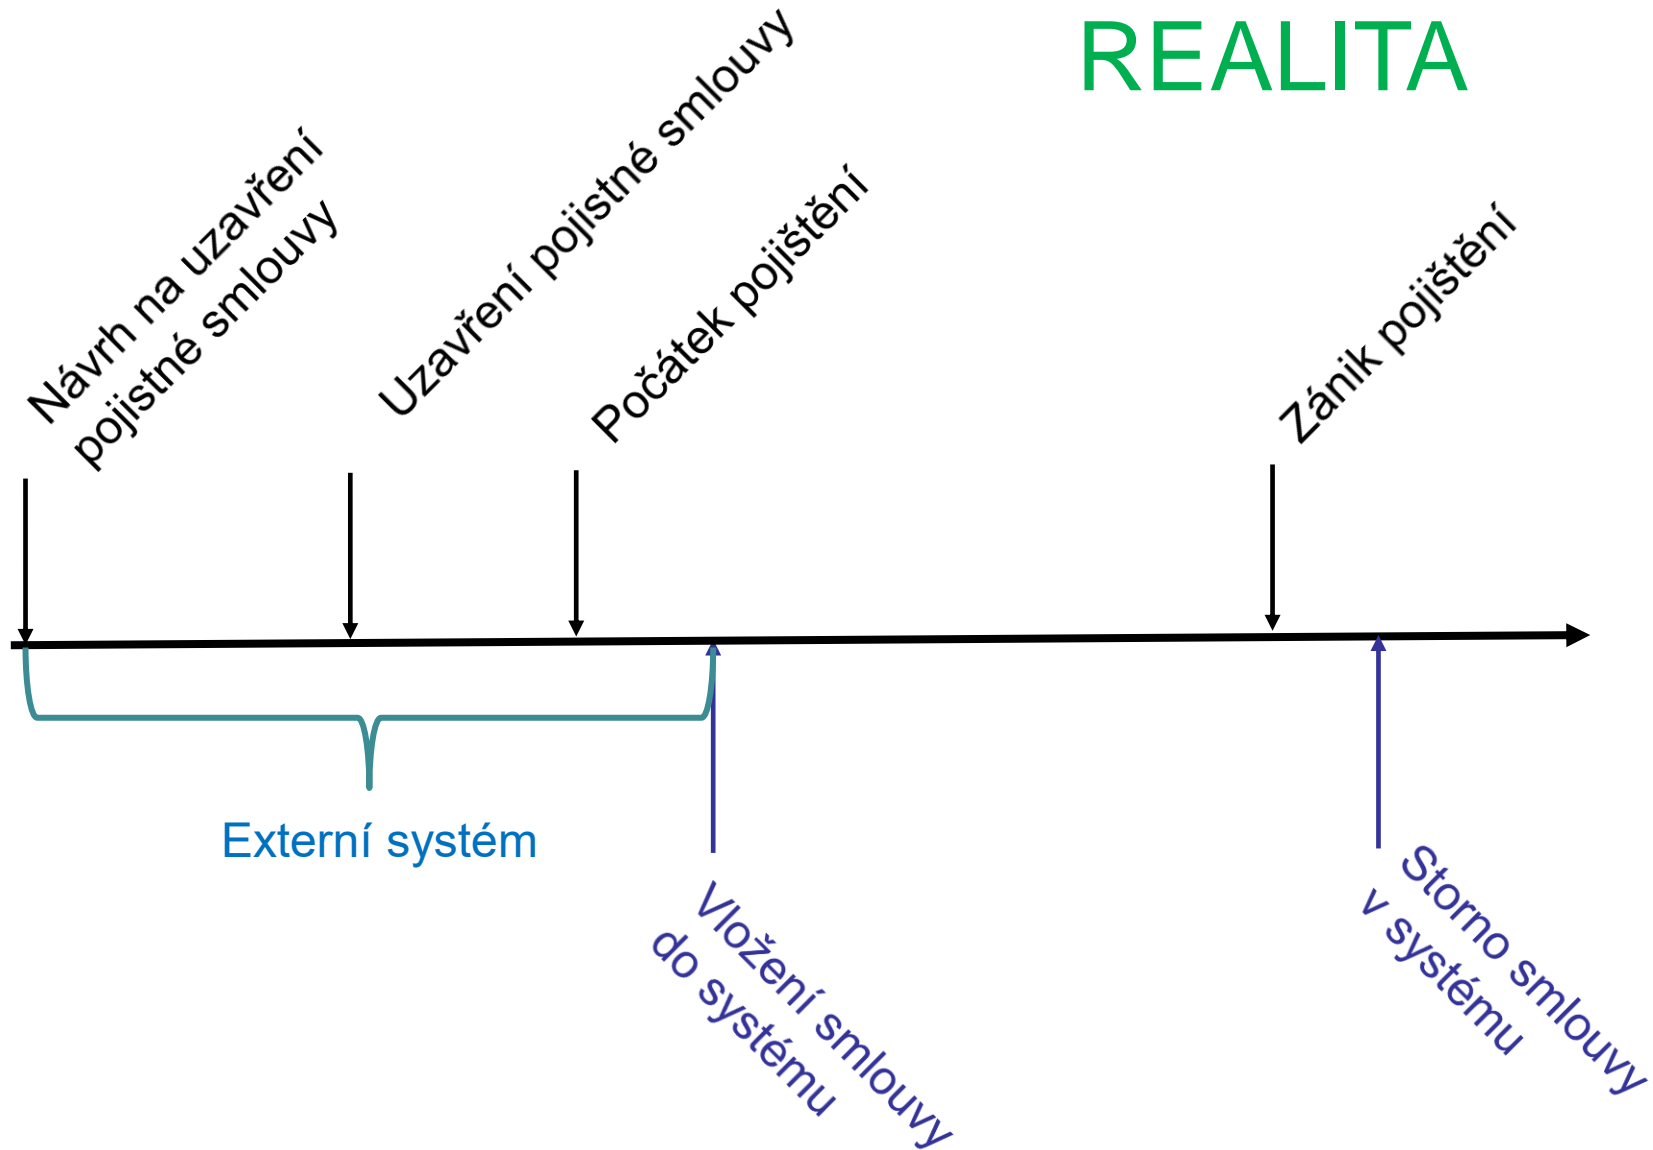 REALITA
Návrh na uzavření
pojistné smlouvy
Uzavření pojistné smlouvy
Počátek pojištění
Zánik pojištění
Externí systém
Vložení smlouvy
do systému
Storno smlouvy
v systému